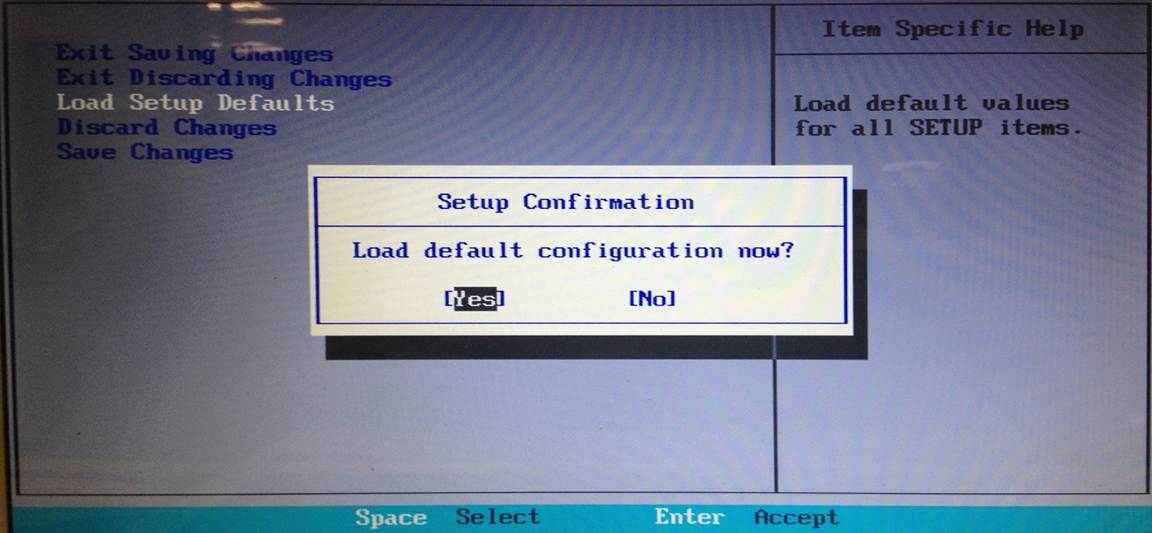 Item Specific Help
Exit Saving Changes
Exit Discarding Changes
Load Setup Defaults
Discard Changes
Save Changes
Load default values
for all SETUP items.
Setup Confirmation
Load default configuration now?
[Yes] [No]
Space Select Enter Accept